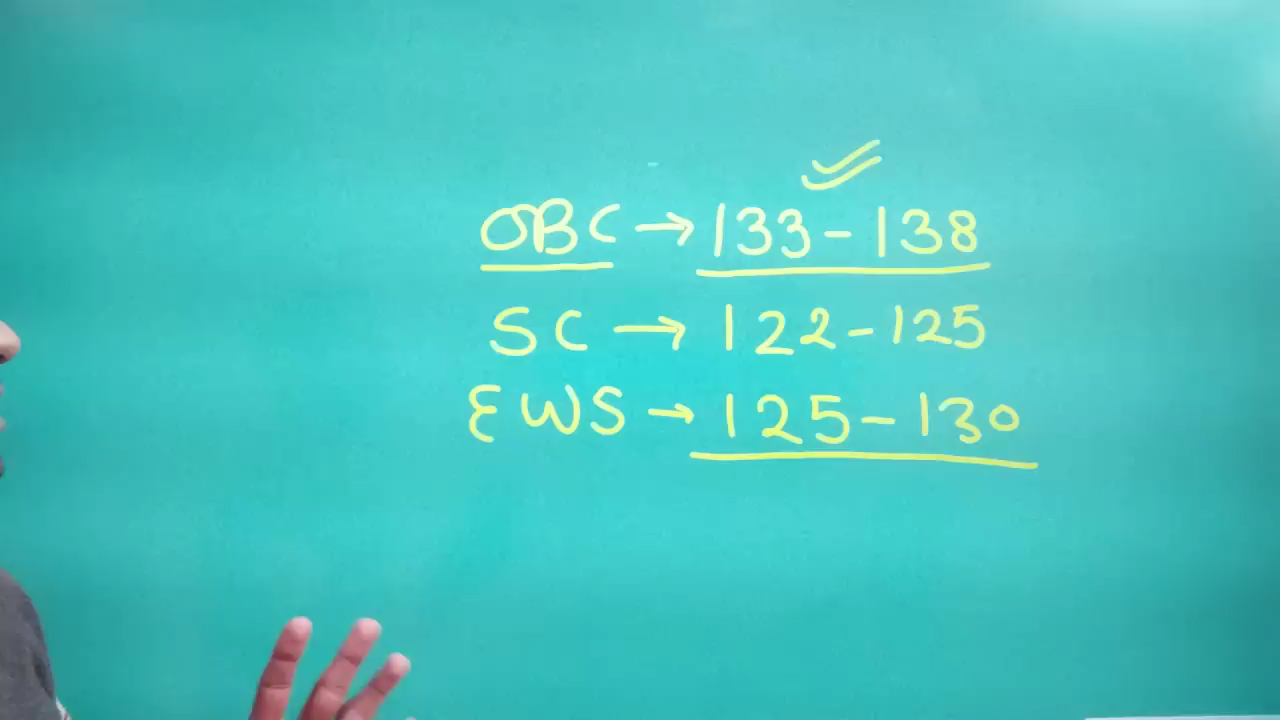 OBC → 133 - 138
SC → 122 - 125
EWS → 125 - 130